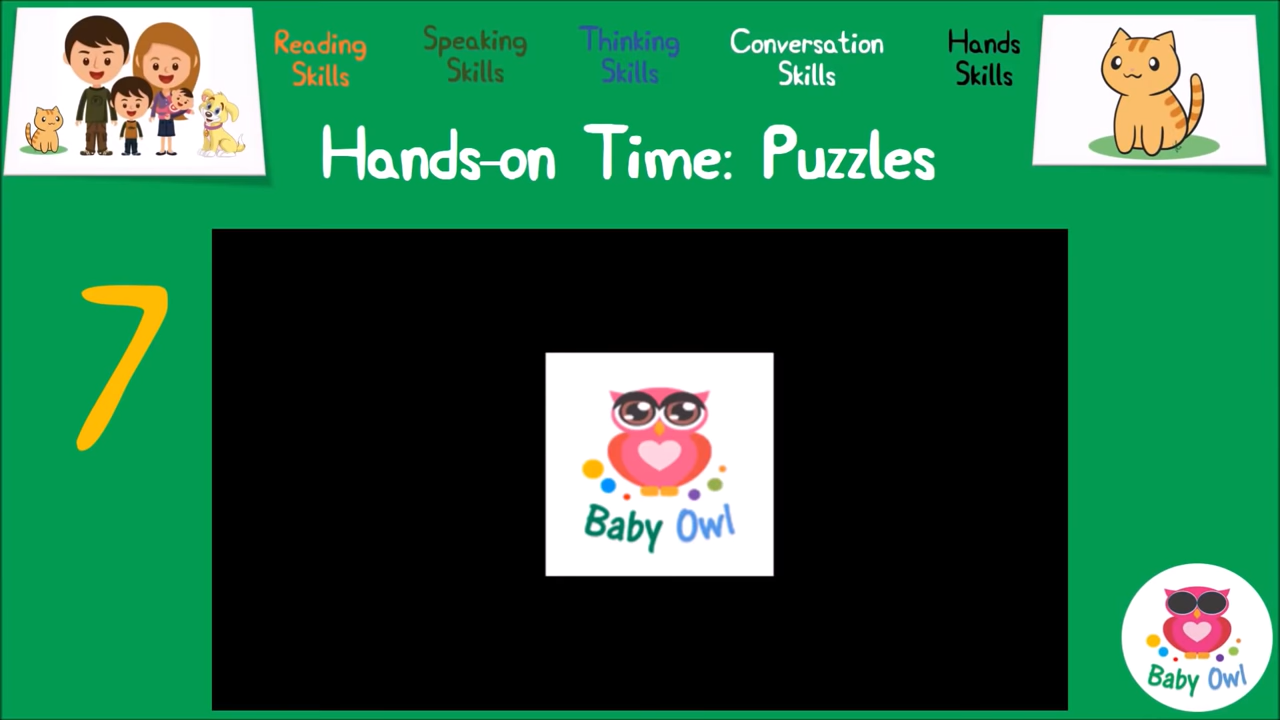 Reading
Skills
Speaking
Skills
Thinking
Skills
Conversation
Skills
Hands
Skills
Hands-on Time: Puzzles
7
Baby Owl
Baby Owl